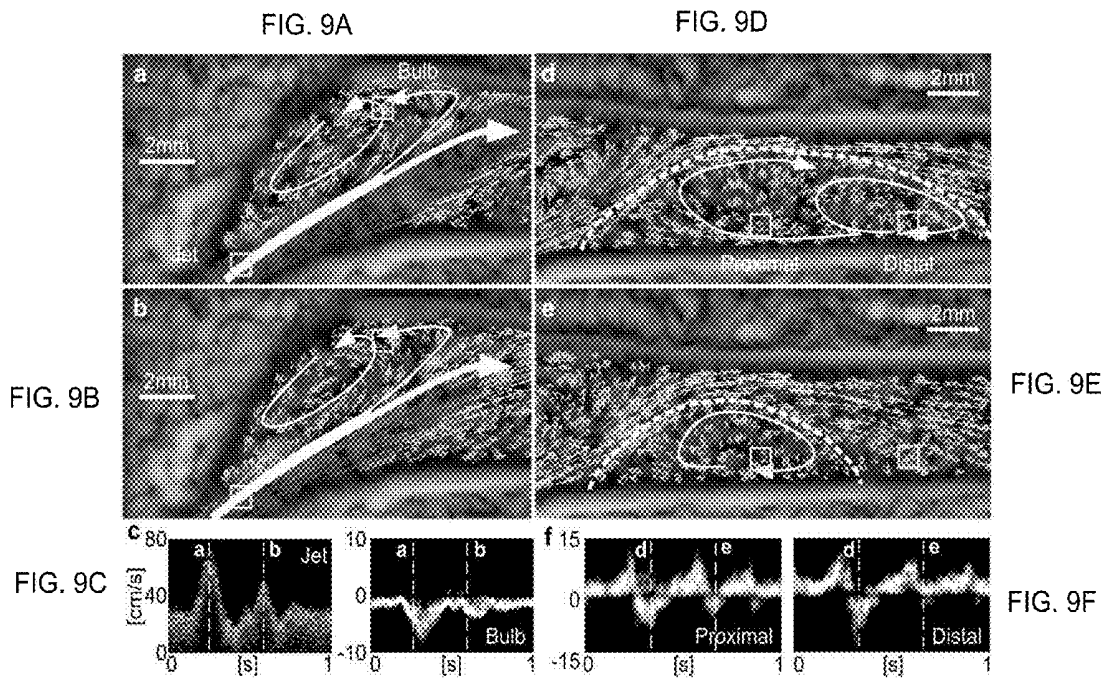 FIG. 9A
FIG. 9D
a
Bulb
2mm
Jet
d
2mm
Proximal
Distal
b
2mm
e
2mm
FIG. 9B
FIG. 9E
c
80
40
0
[cm/s]
a
b
Jet
0
[s]
1
10
0
-10
a
b
Bulb
0
[s]
1
f
15
0
-15
d
e
Proximal
0
[s]
1
d
e
Distal
0
[s]
1
FIG. 9C
FIG. 9F